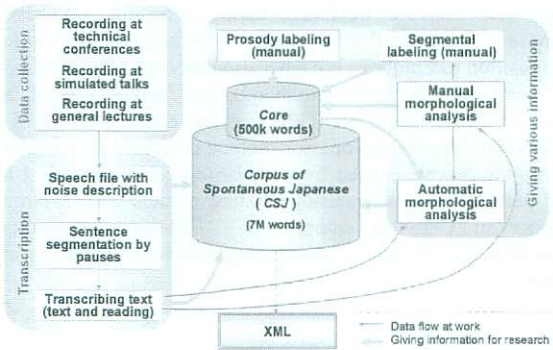 Data collection
Recording at
technical
conferences
Recording at
simulated talks
Recording at
general lectures
Prosody labeling
(manual)
Segmental
labeling (manual)
Manual
morphological
analysis
Automatic
morphological
analysis
Giving various information
Core
(500k words)
Corpus of
Spontaneous Japanese
( CSJ )
(7M words)
Transcription
Speech file with
noise description
Sentence
segmentation by
pauses
Transcribing text
(text and reading)
XML
Data flow at work
Giving information for research